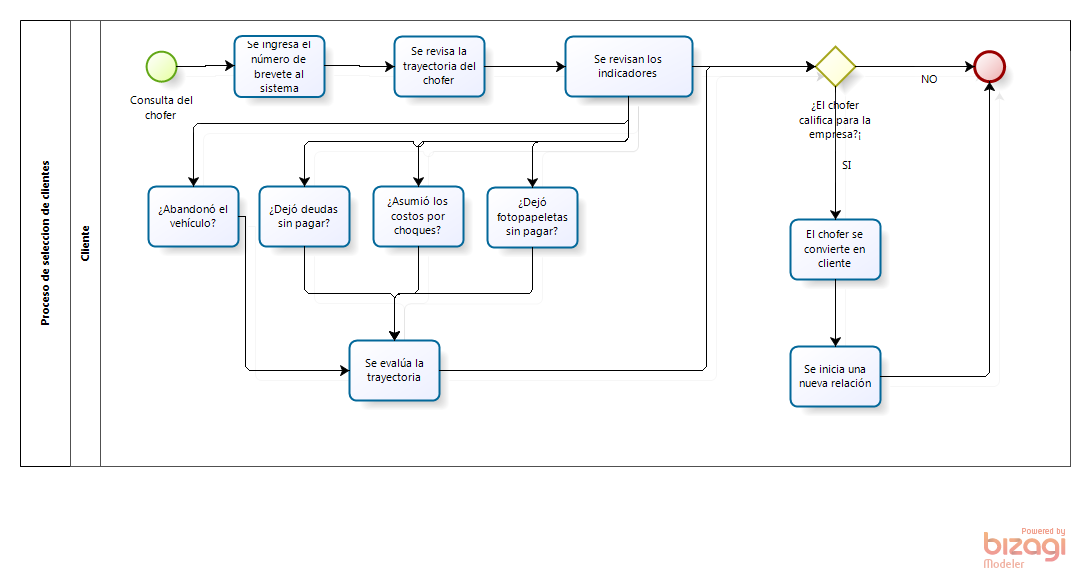 Proceso de seleccion de clientes
Cliente
Consulta del
chofer
Se ingresa el
número de
brevete al
sistema
Se revisa la
trayectoria del
chofer
Se revisan los
indicadores
¿El chofer
califica para la
empresa?¡
NO
SI
¿Abandonó el
vehículo?
¿Dejó deudas
sin pagar?
¿Asumió los
costos por
choques?
¿Dejó
fotopapeletas
sin pagar?
El chofer se
convierte en
cliente
Se evalúa la
trayectoria
Se inicia una
nueva relación
Powered by
bizagi
Modeler